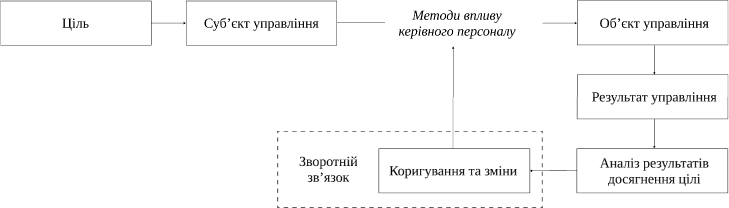 Ціль
Суб’єкт управління
Методи впливу
керівного персоналу
Об’єкт управління
Результат управління
Аналіз результатів
досягнення цілі
Коригування та зміни
Зворотній
зв’язок